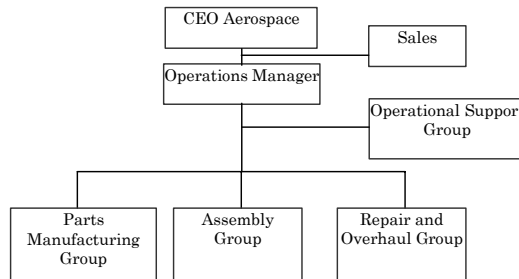 CEO Aerospace
Sales
Operations Manager
Operational Suppor
Group
Parts
Manufacturing
Group
Assembly
Group
Repair and
Overhaul Group